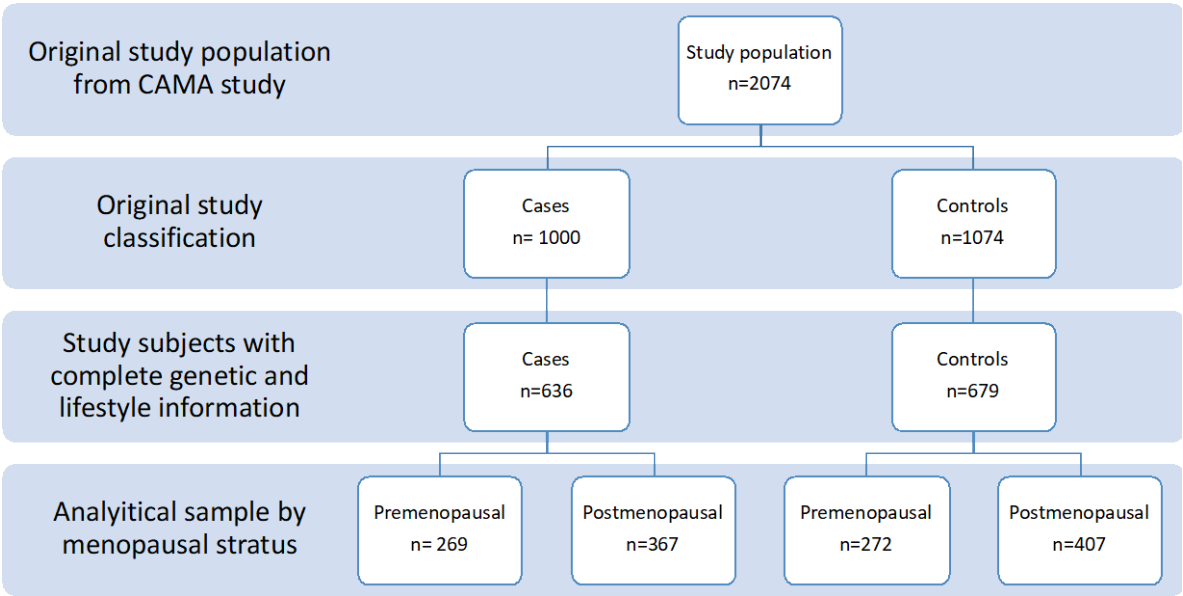 Original study population
from CAMA study
Study population
n=2074
Original study
classification
Cases
n= 1000
Controls
n=1074
Study subjects with
complete genetic and
lifestyle information
Cases
n=636
Controls
n=679
Analyitical sample by
menopausal stratus
Premenopausal
n= 269
Postmenopausal
n=367
Premenopausal
n=272
Postmenopausal
n=407